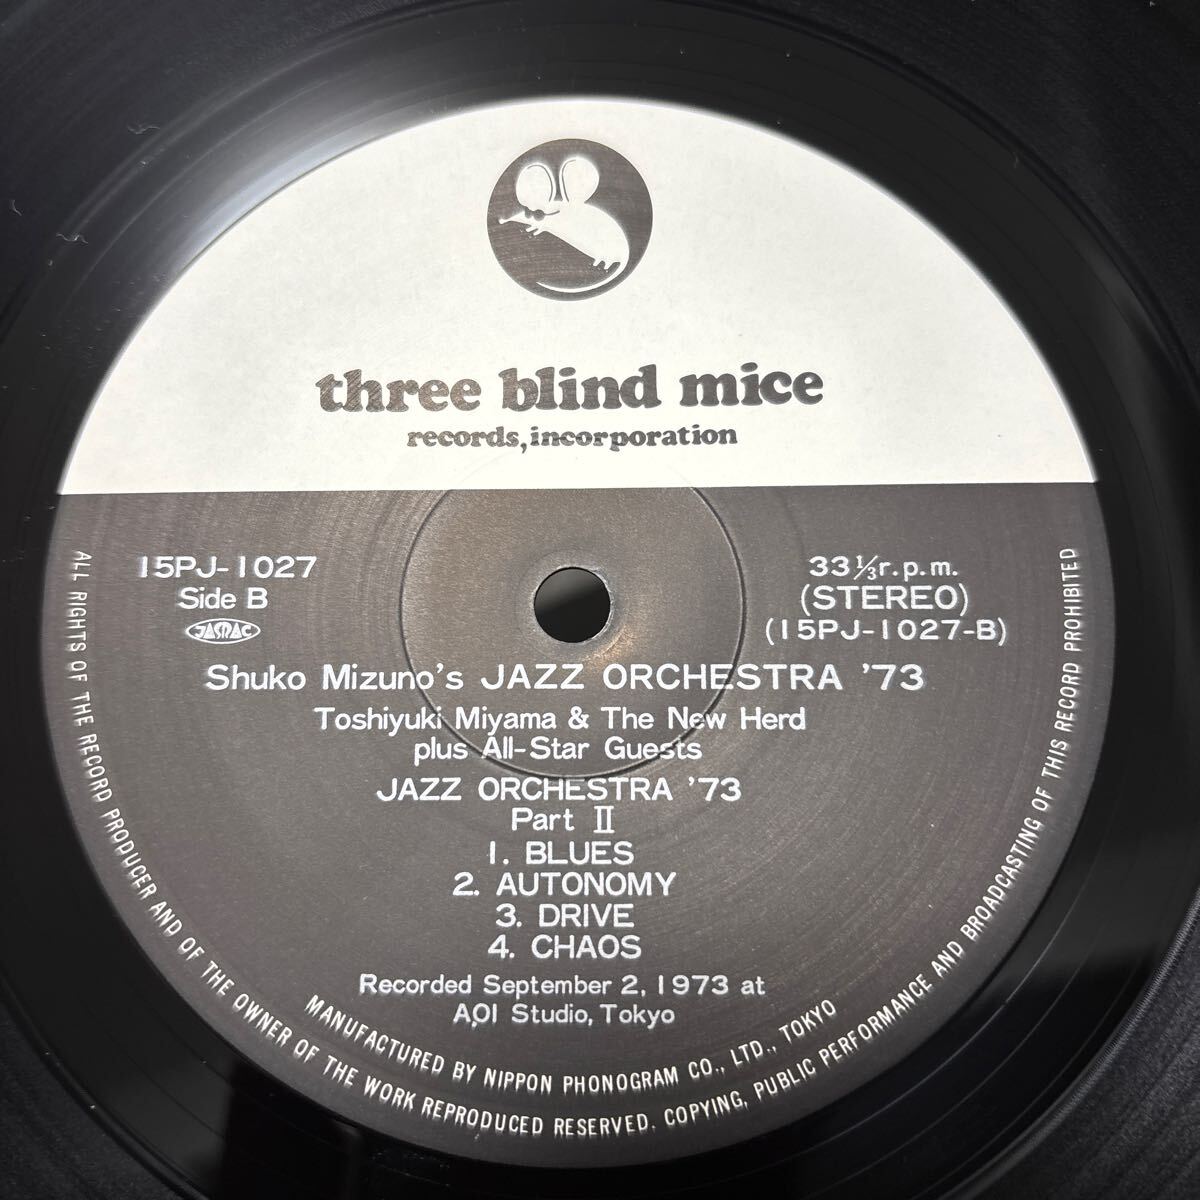 three blind mice
records, incorporation
15PJ-1027
Side B
JASRAC
33⅓r.p.m.
(STEREO)
(15PJ-1027-B)
Shuko Mizuno's JAZZ ORCHESTRA '73
Toshiyuki Miyama & The New Herd
plus All-Star Guests
JAZZ ORCHESTRA '73
Part II
1. BLUES
2. AUTONOMY
3. DRIVE
4. CHAOS
Recorded September 2, 1973 at
AOI Studio, Tokyo
MANUFACTURED BY NIPPON PHONOGRAM CO., LTD., TOKYO
ALL RIGHTS OF THE RECORD PRODUCER AND OF THE OWNER OF THE WORK REPRODUCED RESERVED. COPYING, PUBLIC PERFORMANCE AND BROADCASTING OF THIS RECORD PROHIBITED